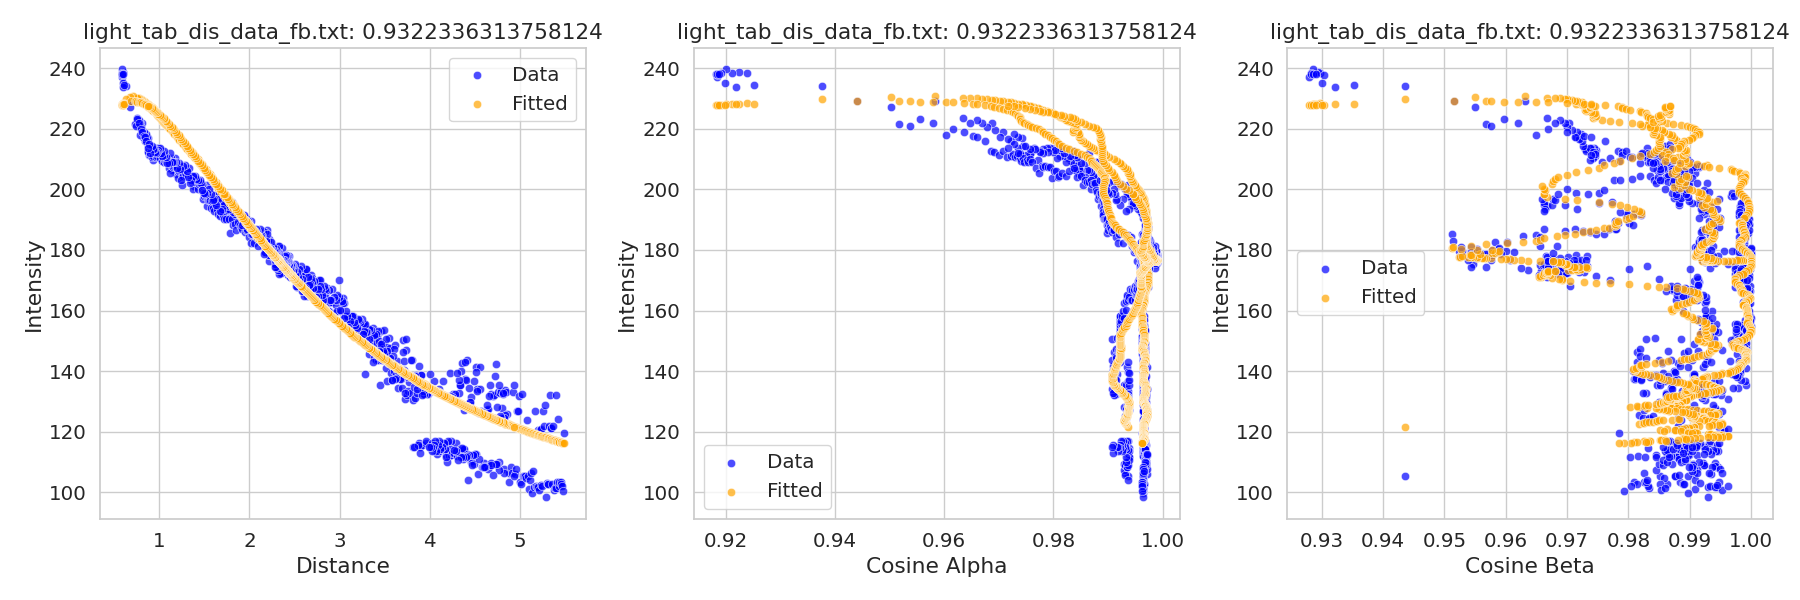 light_tab_dis_data_fb.txt: 0.9322336313758124
240
220
200
180
160
140
120
100
Intensity
Data
Fitted
1 2 3 4 5
Distance
light_tab_dis_data_fb.txt: 0.9322336313758124
240
220
200
180
160
140
120
100
Intensity
Data
Fitted
0.92 0.94 0.96 0.98 1.00
Cosine Alpha
light_tab_dis_data_fb.txt: 0.9322336313758124
240
220
200
180
160
140
120
100
Intensity
Data
Fitted
0.93 0.94 0.95 0.96 0.97 0.98 0.99 1.00
Cosine Beta